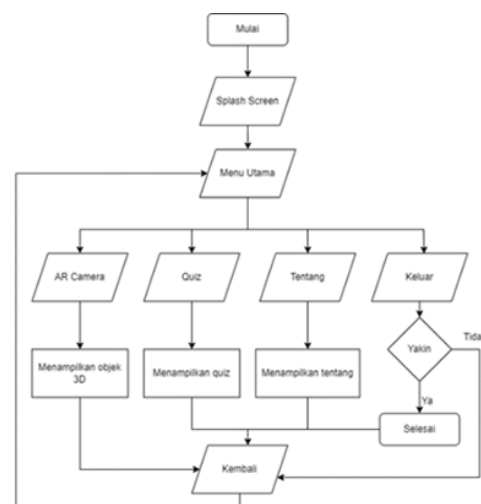 Mulai
Splash Screen
Menu Utama
AR Camera
Quiz
Tentang
Keluar
Yakin
Tida
Menampilkan objek
3D
Menampilkan quiz
Menampilkan tentang
Ya
Selesai
Kembali